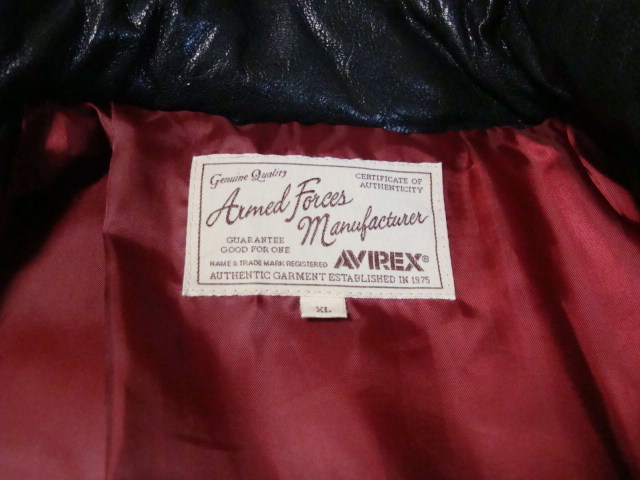 Genuine Quality
CERTIFICATE OF
AUTHENTICITY
Armed Forces
Manufacturer
GUARANTEE
GOOD FOR ONE
NAME & TRADE MARK REGISTERED
AVIREX®
AUTHENTIC GARMENT ESTABLISHED IN 1975
XL